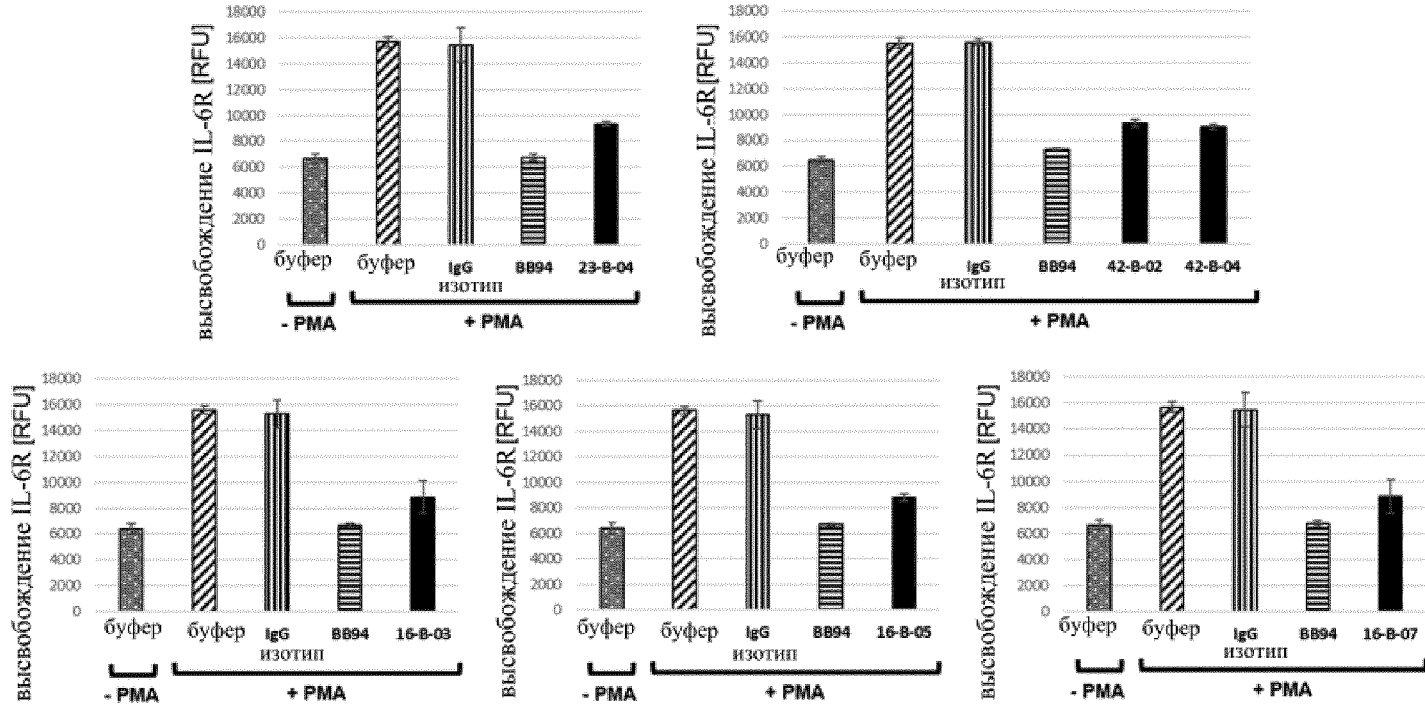 высвобождение IL-6R [RFU]
18000
16000
14000
12000
10000
8000
6000
4000
2000
0
буфер
буфер
IgG
BB94
23-B-04
изотип
- PMA
+ PMA
высвобождение IL-6R [RFU]
18000
16000
14000
12000
10000
8000
6000
4000
2000
0
буфер
буфер
IgG
BB94
42-B-02
42-B-04
изотип
- PMA
+ PMA
высвобождение IL-6R [RFU]
18000
16000
14000
12000
10000
8000
6000
4000
2000
0
буфер
буфер
IgG
BB94
16-B-03
изотип
- PMA
+ PMA
высвобождение IL-6R [RFU]
18000
16000
14000
12000
10000
8000
6000
4000
2000
0
буфер
буфер
IgG
BB94
16-B-05
изотип
- PMA
+ PMA
высвобождение IL-6R [RFU]
18000
16000
14000
12000
10000
8000
6000
4000
2000
0
буфер
буфер
IgG
BB94
16-B-07
изотип
- PMA
+ PMA